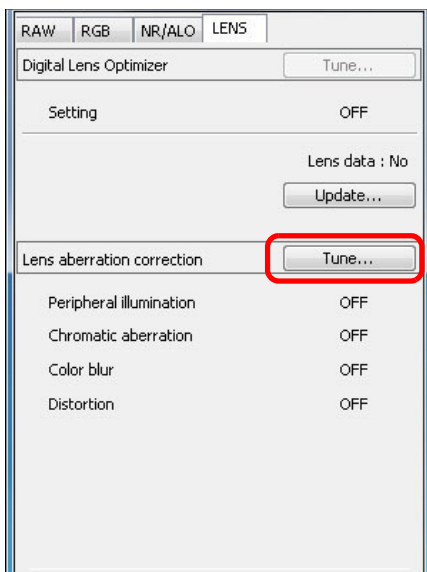 RAW RGB NR/ALO LENS
Digital Lens Optimizer Tune...
Setting OFF
Lens data : No
Update...
Lens aberration correction Tune...
Peripheral illumination OFF
Chromatic aberration OFF
Color blur OFF
Distortion OFF